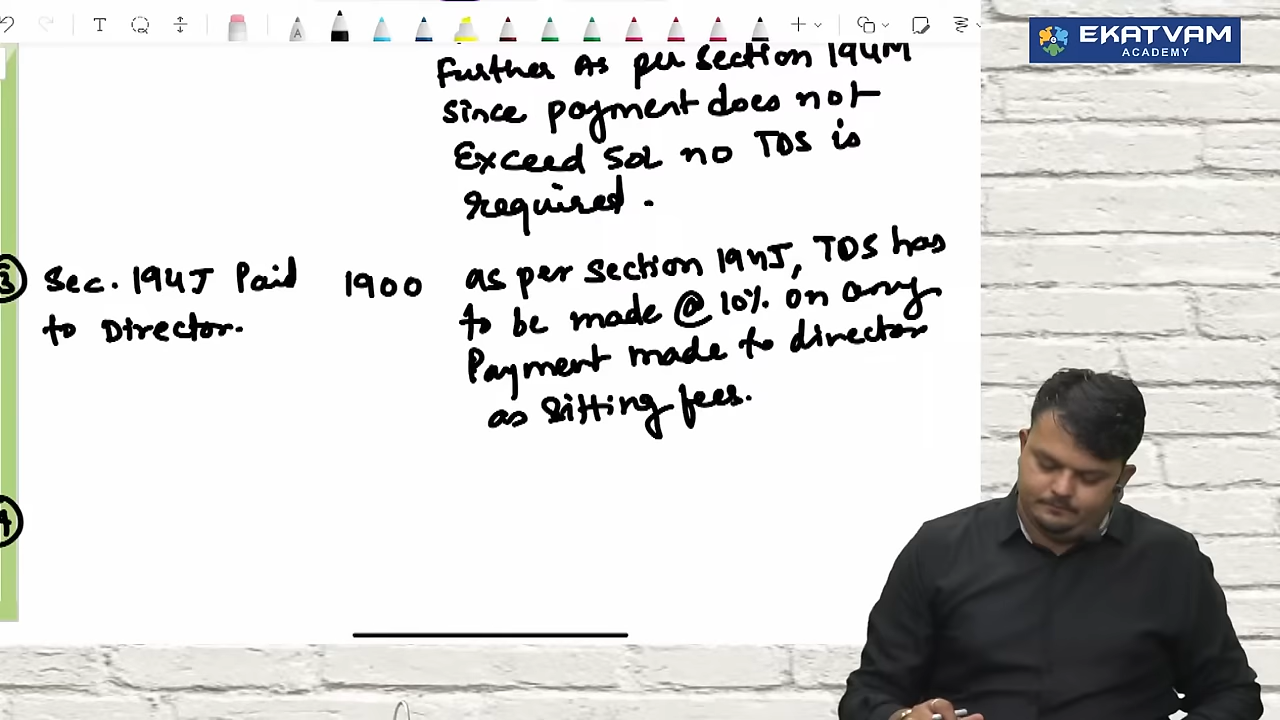 T
A
EKATVAM
ACADEMY
Further As per Section 194M
since payment does not
Exceed 50L no TDS is
required.
3 Sec. 194J Paid 1900 as per section 194J, TDS has
to Director. to be made @ 10% on any
Payment made to director
as sitting fees.
4